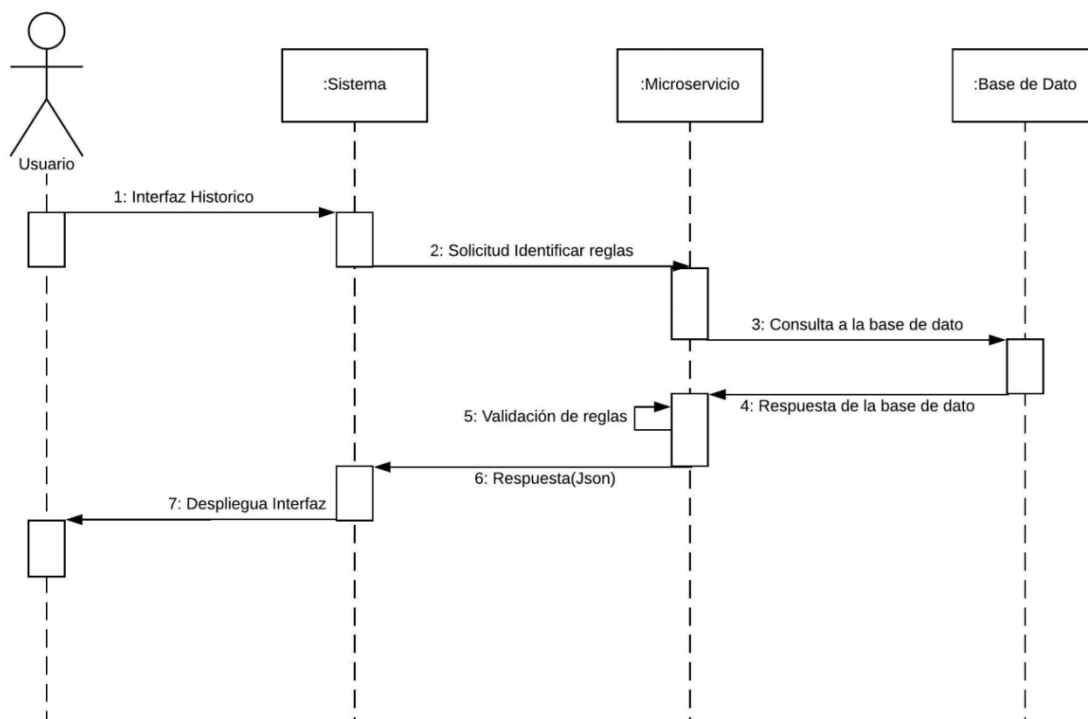 :Sistema
:Microservicio
:Base de Dato
Usuario
1: Interfaz Historico
2: Solicitud Identificar reglas
3: Consulta a la base de dato
4: Respuesta de la base de dato
5: Validación de reglas
6: Respuesta(Json)
7: Despliegua Interfaz